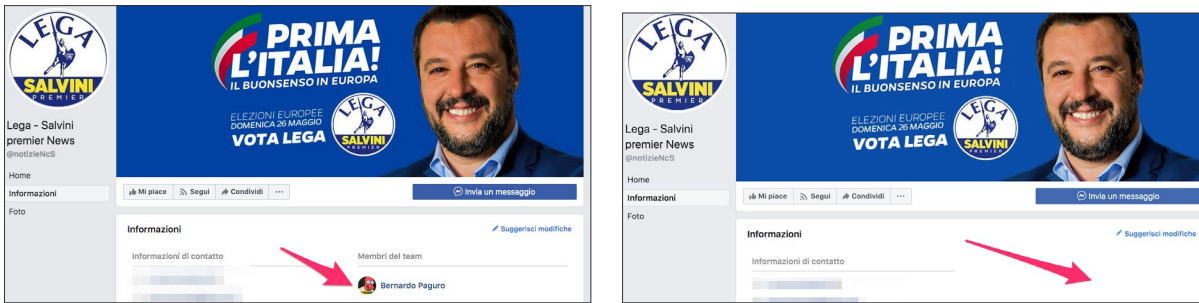 LEGA
SALVINI
PREMIER
PRIMA
L'ITALIA!
IL BUONSENSO IN EUROPA
ELEZIONI EUROPEE
DOMENICA 26 MAGGIO
VOTA LEGA
LEGA
SALVINI
PREMIER
Lega - Salvini
premier News
@notizieNcS
Home
Informazioni
Foto
Mi piace Segui Condividi ...
Invia un messaggio
Informazioni
Suggerisci modifiche
Informazioni di contatto
Membri del team
Bernardo Paguro
LEGA
SALVINI
PREMIER
PRIMA
L'ITALIA!
IL BUONSENSO IN EUROPA
ELEZIONI EUROPEE
DOMENICA 26 MAGGIO
VOTA LEGA
LEGA
SALVINI
PREMIER
Lega - Salvini
premier News
@notizieNcS
Home
Informazioni
Foto
Mi piace Segui Condividi ...
Invia un messaggio
Informazioni
Suggerisci modifiche
Informazioni di contatto